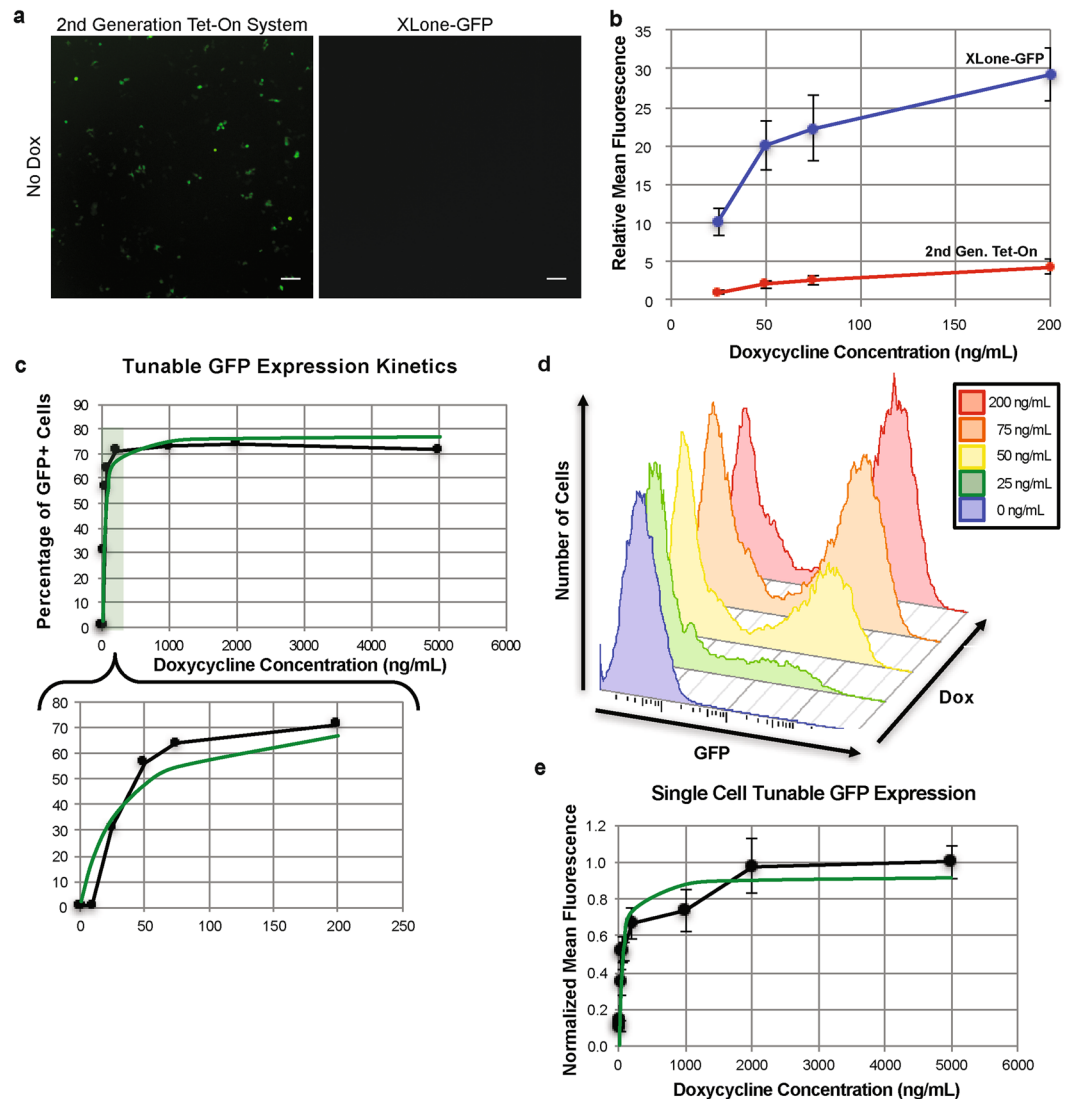 a
2nd Generation Tet-On System
XLone-GFP
No Dox
b
Relative Mean Fluorescence
35
30
25
20
15
10
5
0
XLone-GFP
2nd Gen. Tet-On
0
50
100
150
200
Doxycycline Concentration (ng/mL)
c
Tunable GFP Expression Kinetics
Percentage of GFP+ Cells
90
80
70
60
50
40
30
20
10
0
0
1000
2000
3000
4000
5000
6000
Doxycycline Concentration (ng/mL)
80
70
60
50
40
30
20
10
0
0
50
100
150
200
250
d
Number of Cells
GFP
Dox
200 ng/mL
75 ng/mL
50 ng/mL
25 ng/mL
0 ng/mL
e
Single Cell Tunable GFP Expression
Normalized Mean Fluorescence
1.2
1.0
0.8
0.6
0.4
0.2
0.0
0
1000
2000
3000
4000
5000
6000
Doxycycline Concentration (ng/mL)